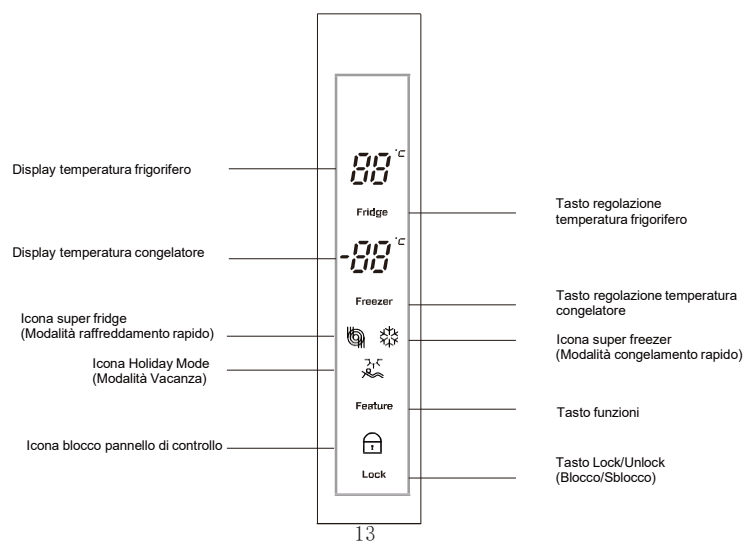 88 °C
Display temperatura frigorifero
Fridge
Tasto regolazione
temperatura frigorifero
-88 °C
Display temperatura congelatore
Freezer
Tasto regolazione temperatura
congelatore
Icona super fridge
(Modalità raffreddamento rapido)
Icona super freezer
(Modalità congelamento rapido)
Icona Holiday Mode
(Modalità Vacanza)
Feature
Tasto funzioni
Icona blocco pannello di controllo
Lock
Tasto Lock/Unlock
(Blocco/Sblocco)
13